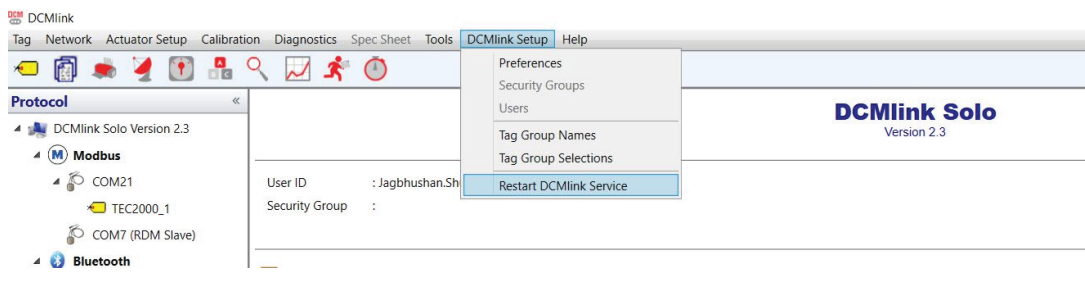 DCMlink
Tag Network Actuator Setup Calibration Diagnostics Spec Sheet Tools DCMlink Setup Help
Preferences
Security Groups
Users
Tag Group Names
Tag Group Selections
Restart DCMlink Service
Protocol «
DCMlink Solo Version 2.3
M Modbus
COM21
TEC2000_1
COM7 (RDM Slave)
Bluetooth
DCMlink Solo
Version 2.3
User ID : Jagbhushan.Sh
Security Group :